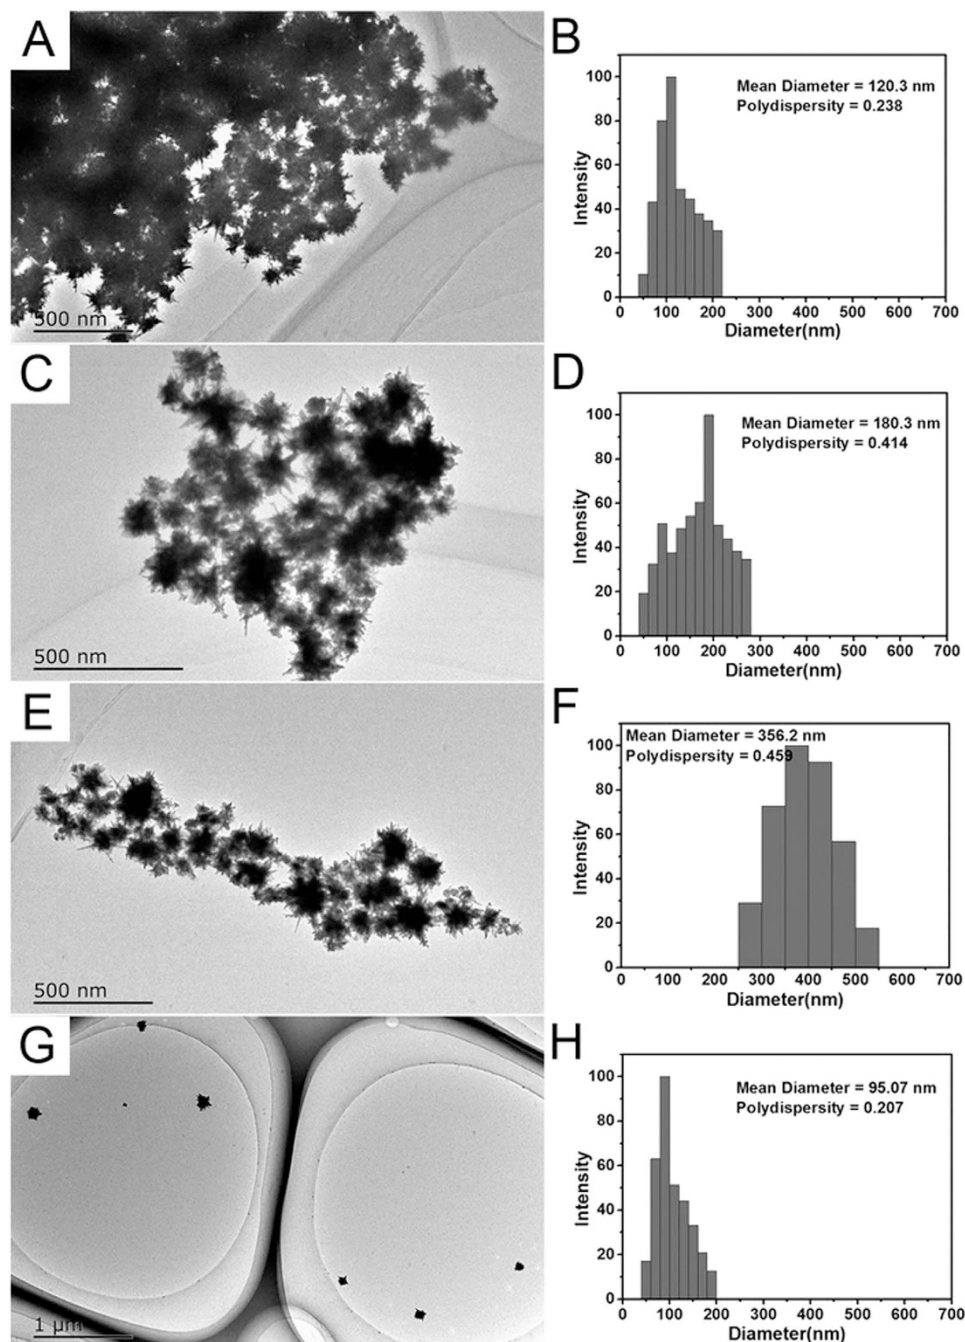 A
500 nm
B
Mean Diameter = 120.3 nm
Polydispersity = 0.238
Intensity
100
80
60
40
20
0
0 100 200 300 400 500 600 700
Diameter(nm)
C
500 nm
D
Mean Diameter = 180.3 nm
Polydispersity = 0.414
Intensity
100
80
60
40
20
0
0 100 200 300 400 500 600 700
Diameter(nm)
E
500 nm
F
Mean Diameter = 356.2 nm
Polydispersity = 0.459
Intensity
100
80
60
40
20
0
0 100 200 300 400 500 600 700
Diameter(nm)
G
1 μm
H
Mean Diameter = 95.07 nm
Polydispersity = 0.207
Intensity
100
80
60
40
20
0
0 100 200 300 400 500 600 700
Diameter(nm)